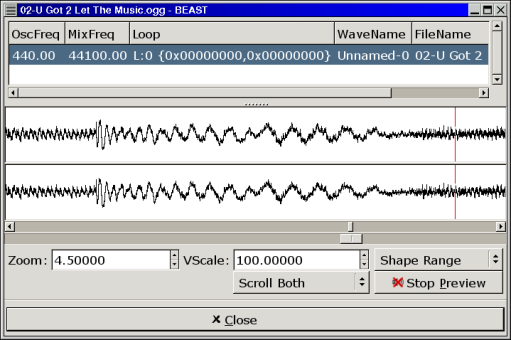 02-U Got 2 Let The Music.ogg - BEAST
OscFreq MixFreq Loop WaveName FileName
440.00 44100.00 L:0 {0x00000000,0x00000000} Unnamed-0 02-U Got 2
Zoom: 4.50000 VScale: 100.00000 Shape Range
Scroll Both Stop Preview
Close